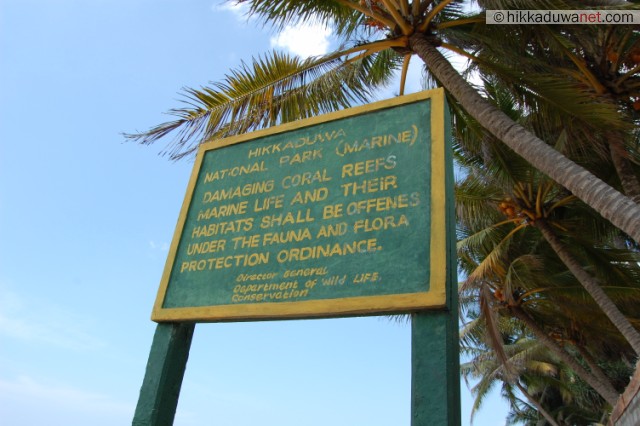 © hikkaduwanet.com
HIKKADUWA
NATIONAL PARK (MARINE)
DAMAGING CORAL REEFS
MARINE LIFE AND THEiR
HABITATS SHALL BE OFFENES
UNDER THE FAUNA AND FLORA
PROTECTION ORDINANCE.
Director General
Department of Wild LIFE
Conservation